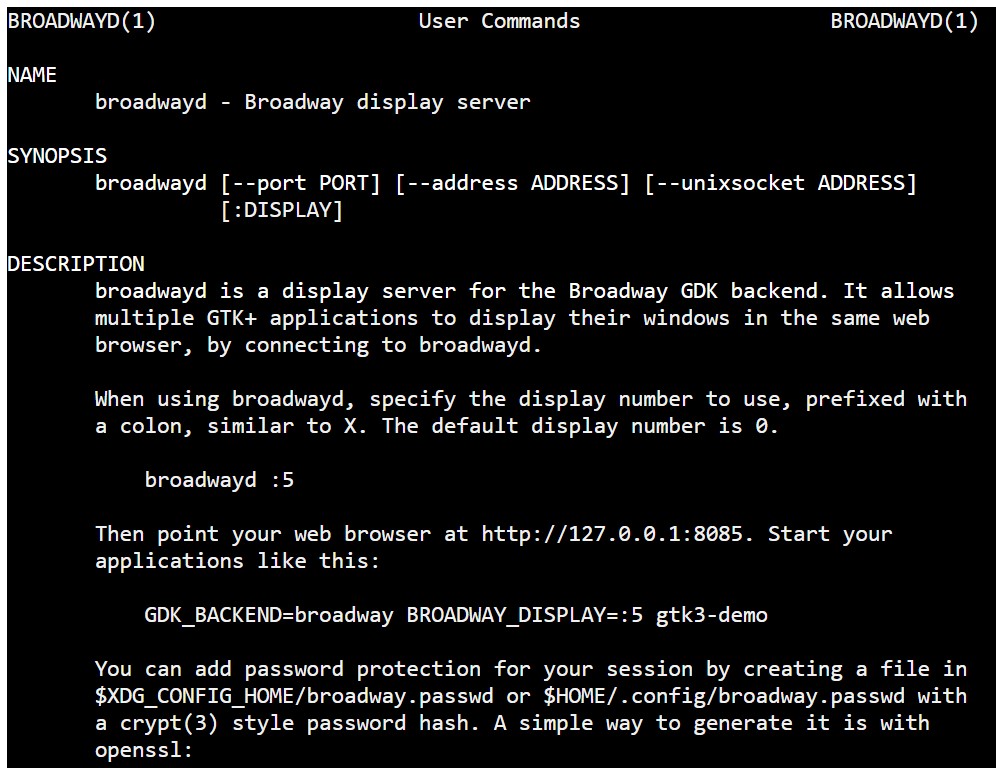 BROADWAYD(1) User Commands BROADWAYD(1)
NAME
broadwayd - Broadway display server
SYNOPSIS
broadwayd [--port PORT] [--address ADDRESS] [--unixsocket ADDRESS]
[:DISPLAY]
DESCRIPTION
broadwayd is a display server for the Broadway GDK backend. It allows
multiple GTK+ applications to display their windows in the same web
browser, by connecting to broadwayd.
When using broadwayd, specify the display number to use, prefixed with
a colon, similar to X. The default display number is 0.
broadwayd :5
Then point your web browser at http://127.0.0.1:8085. Start your
applications like this:
GDK_BACKEND=broadway BROADWAY_DISPLAY=:5 gtk3-demo
You can add password protection for your session by creating a file in
$XDG_CONFIG_HOME/broadway.passwd or $HOME/.config/broadway.passwd with
a crypt(3) style password hash. A simple way to generate it is with
openssl: